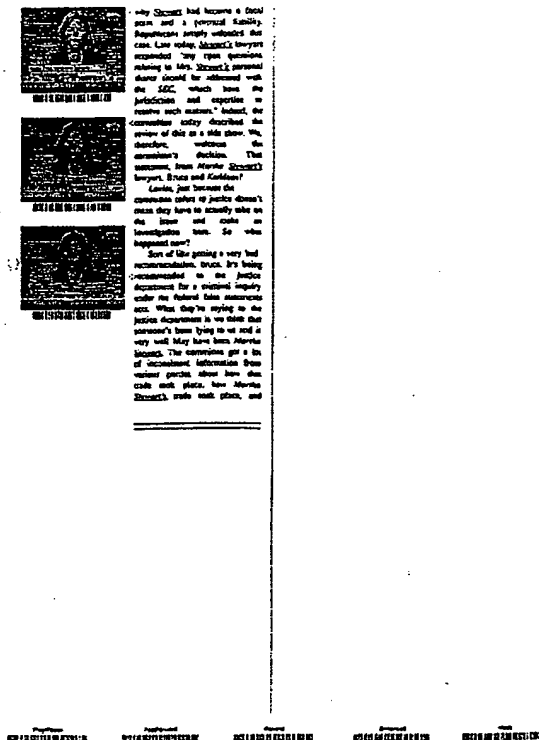 why Stewart had become a focal
point and a potential liability.
Republicans simply unloaded this
case. Late today, Stewart's lawyers
responded "any open questions
relating to Mrs. Stewart's personal
shares should be addressed with
the SEC, which have the
jurisdiction and expertise to
resolve such matters." Indeed, the
committee today described the
review of this as a side show. We,
therefore, welcome the
committee's decision. That
statement, from Martha Stewart's
lawyers. Bruce and Kathleen?
Lavine, just because the
committee refers to justice doesn't
mean they have to actually take on
the issue and make an
investigation happen. So what
happened now?
Sort of like getting a very bad
recommendation, bruce. It's being
recommended to the justice
department for a criminal inquiry
under the federal false statements
acts. What they're saying to the
justice department is we think that
someone's been lying to us and it
very well May have been Martha
Stewart. The committee got a lot
of inconsistent information from
various parties about how this
trade took place, how Martha
Stewart's, trade took place, and